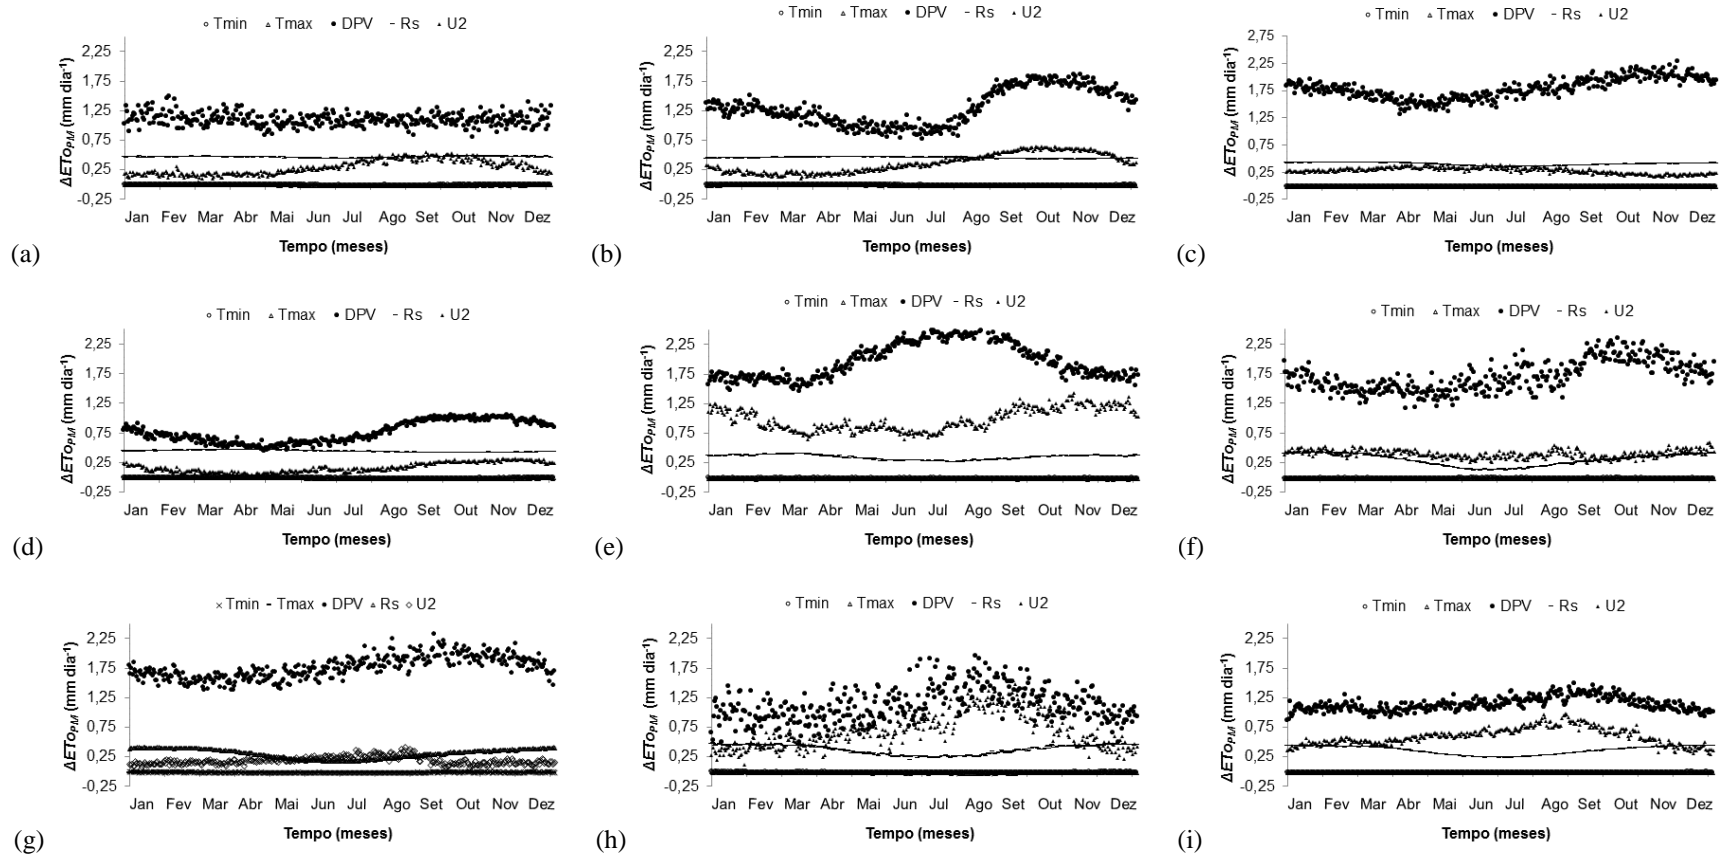 Tmin Tmax DPV Rs U2
ΔETo_PM (mm dia-1)
2,25
1,75
1,25
0,75
0,25
-0,25
Jan Fev Mar Abr Mai Jun Jul Ago Set Out Nov Dez
Tempo (meses)
(a)
Tmin Tmax DPV Rs U2
ΔETo_PM (mm dia-1)
2,25
1,75
1,25
0,75
0,25
-0,25
Jan Fev Mar Abr Mai Jun Jul Ago Set Out Nov Dez
Tempo (meses)
(b)
Tmin Tmax DPV Rs U2
ΔETo_PM (mm dia-1)
2,75
2,25
1,75
1,25
0,75
0,25
-0,25
Jan Fev Mar Abr Mai Jun Jul Ago Set Out Nov Dez
Tempo (meses)
(c)
Tmin Tmax DPV Rs U2
ΔETo_PM (mm dia-1)
2,25
1,75
1,25
0,75
0,25
-0,25
Jan Fev Mar Abr Mai Jun Jul Ago Set Out Nov Dez
Tempo (meses)
(d)
Tmin Tmax DPV Rs U2
ΔETo_PM (mm dia-1)
2,25
1,75
1,25
0,75
0,25
-0,25
Jan Fev Mar Abr Mai Jun Jul Ago Set Out Nov Dez
Tempo (meses)
(e)
Tmin Tmax DPV Rs U2
ΔETo_PM (mm dia-1)
2,25
1,75
1,25
0,75
0,25
-0,25
Jan Fev Mar Abr Mai Jun Jul Ago Set Out Nov Dez
Tempo (meses)
(f)
Tmin Tmax DPV Rs U2
ΔETo_PM (mm dia-1)
2,25
1,75
1,25
0,75
0,25
-0,25
Jan Fev Mar Abr Mai Jun Jul Ago Set Out Nov Dez
Tempo (meses)
(g)
Tmin Tmax DPV Rs U2
ΔETo_PM (mm dia-1)
2,25
1,75
1,25
0,75
0,25
-0,25
Jan Fev Mar Abr Mai Jun Jul Ago Set Out Nov Dez
Tempo (meses)
(h)
Tmin Tmax DPV Rs U2
ΔETo_PM (mm dia-1)
2,25
1,75
1,25
0,75
0,25
-0,25
Jan Fev Mar Abr Mai Jun Jul Ago Set Out Nov Dez
Tempo (meses)
(i)